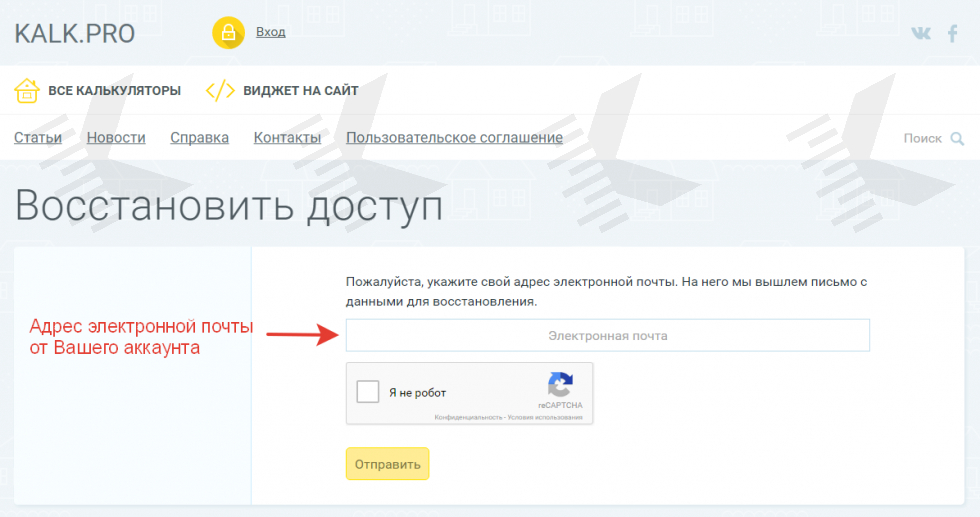 KALK.PRO
Вход
ВСЕ КАЛЬКУЛЯТОРЫ
ВИДЖЕТ НА САЙТ
Статьи Новости Справка Контакты Пользовательское соглашение Поиск
Восстановить доступ
Пожалуйста, укажите свой адрес электронной почты. На него мы вышлем письмо с
данными для восстановления.
Адрес электронной почты
от Вашего аккаунта
Электронная почта
Я не робот
reCAPTCHA
Конфиденциальность - Условия использования
Отправить